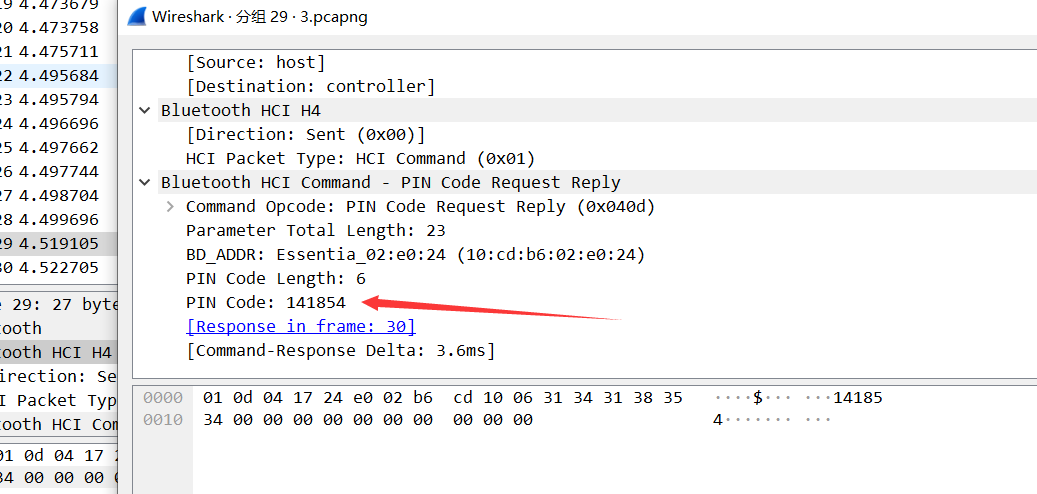 19 4.473679
20 4.473758
21 4.475711
22 4.495684
23 4.495794
24 4.496696
25 4.497662
26 4.497744
27 4.498704
28 4.499696
29 4.519105
30 4.522705
e 29: 27 byte
tooth
tooth HCI H4
irection: Se
I Packet Typ
tooth HCI Com
01 0d 04 17 2
34 00 00 00 0
Wireshark · 分组 29 · 3.pcapng
[Source: host]
[Destination: controller]
Bluetooth HCI H4
[Direction: Sent (0x00)]
HCI Packet Type: HCI Command (0x01)
Bluetooth HCI Command - PIN Code Request Reply
Command Opcode: PIN Code Request Reply (0x040d)
Parameter Total Length: 23
BD_ADDR: Essentia_02:e0:24 (10:cd:b6:02:e0:24)
PIN Code Length: 6
PIN Code: 141854
[Response in frame: 30]
[Command-Response Delta: 3.6ms]
0000 01 0d 04 17 24 e0 02 b6 cd 10 06 31 34 31 38 35 ····$··· ···14185
0010 34 00 00 00 00 00 00 00 00 00 00 4······· ···